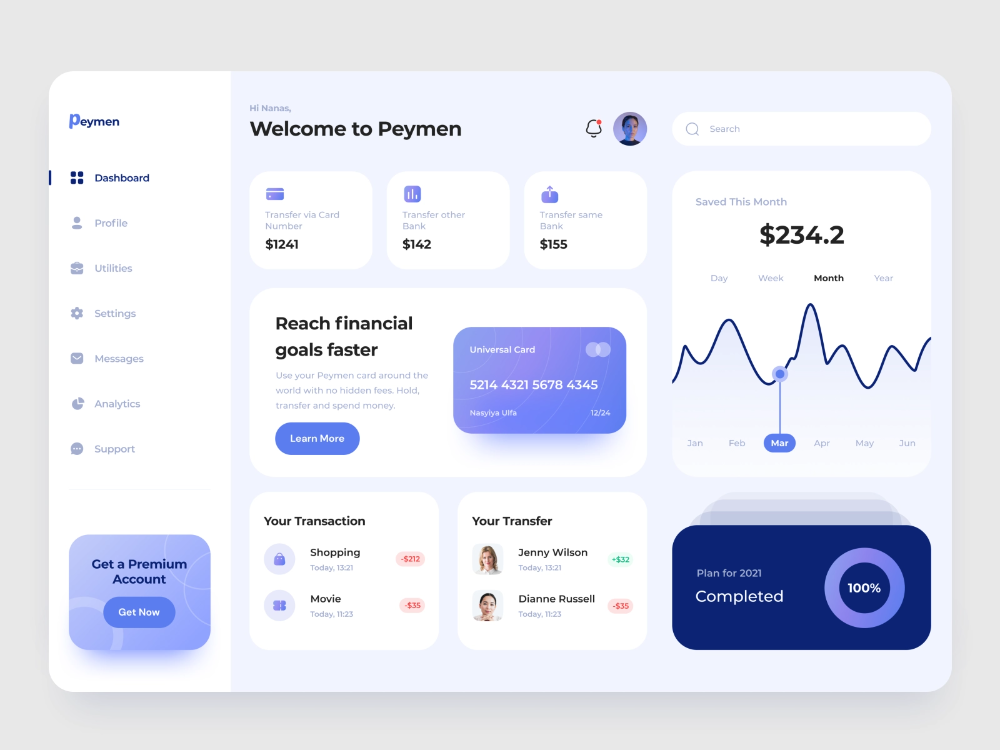 Peymen
Dashboard
Profile
Utilities
Settings
Messages
Analytics
Support
Get a Premium
Account
Get Now
Hi Nanas,
Welcome to Peymen
Transfer via Card
Number
$1241
Transfer other
Bank
$142
Transfer same
Bank
$155
Reach financial
goals faster
Use your Peymen card around the
world with no hidden fees. Hold,
transfer and spend money.
Learn More
Universal Card
5214 4321 5678 4345
Nasyiya Ulfa 12/24
Your Transaction
Shopping
Today, 13:21
-$212
Movie
Today, 11:23
-$35
Your Transfer
Jenny Wilson
Today, 13:21
+$32
Dianne Russell
Today, 11:23
-$35
Search
Saved This Month
$234.2
Day Week Month Year
Jan Feb Mar Apr May Jun
Plan for 2021
Completed
100%